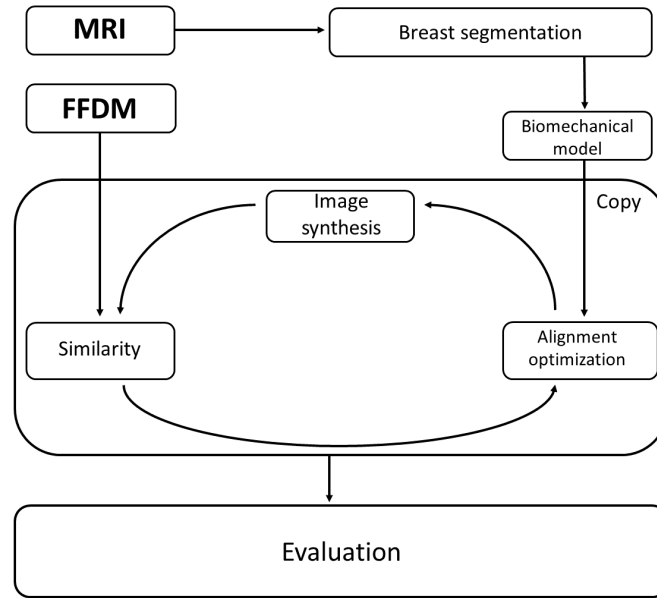 MRI
Breast segmentation
FFDM
Biomechanical
model
Copy
Image
synthesis
Similarity
Alignment
optimization
Evaluation